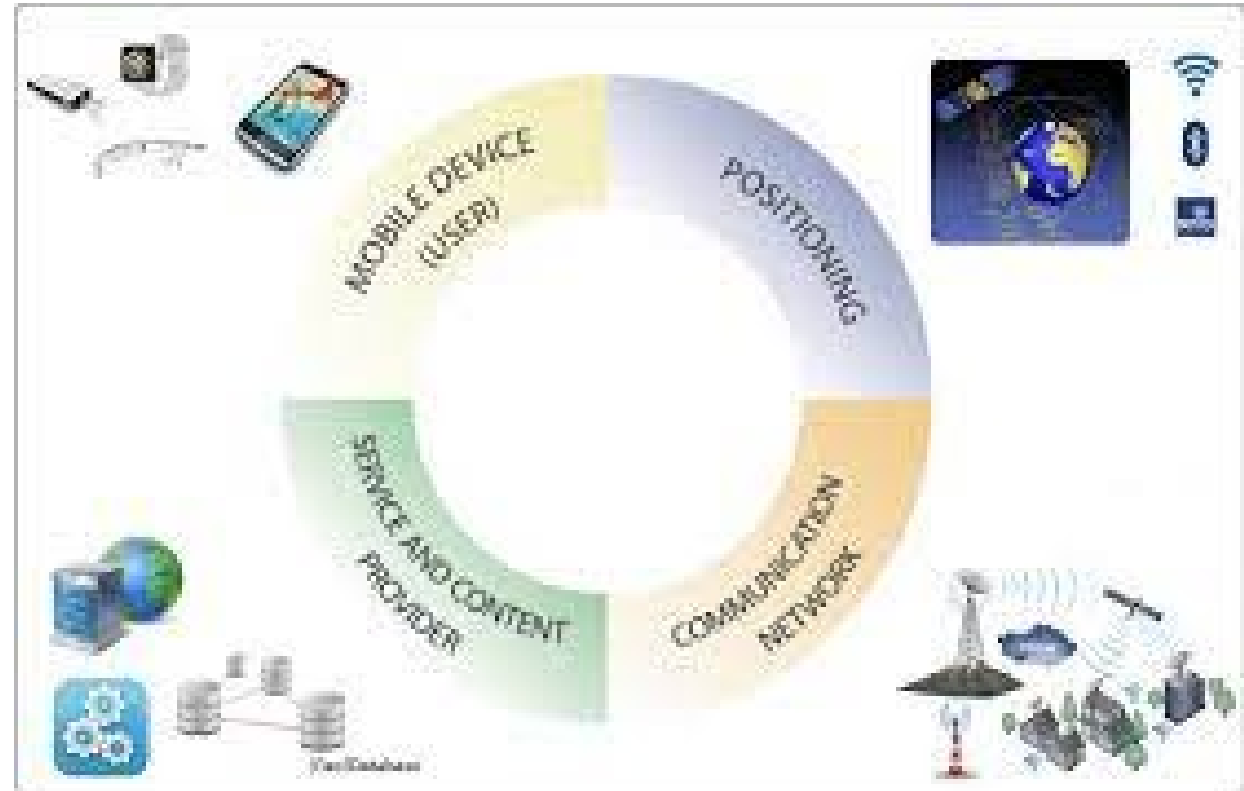 MOBILE DEVICE
(USER)
POSITIONING
SERVICE AND CONTENT
PROVIDER
COMMUNICATION
NETWORK